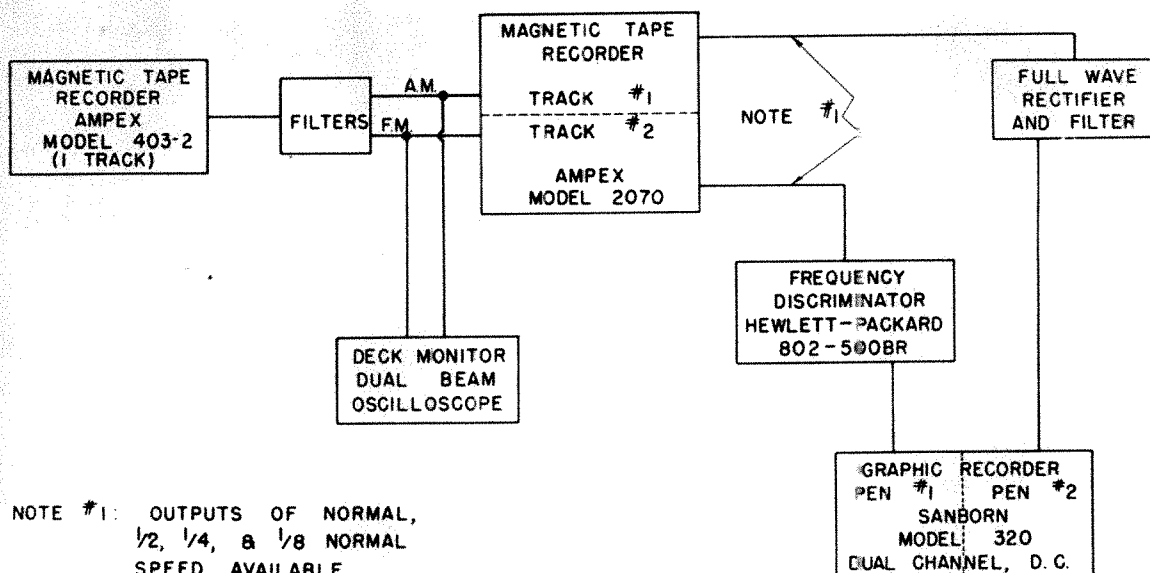 MAGNETIC TAPE
RECORDER
AMPEX
MODEL 403-2
(1 TRACK)
FILTERS
A.M.
F.M
MAGNETIC TAPE
RECORDER
TRACK #1
TRACK #2
AMPEX
MODEL 2070
NOTE #1
FULL WAVE
RECTIFIER
AND FILTER
DECK MONITOR
DUAL BEAM
OSCILLOSCOPE
FREQUENCY
DISCRIMINATOR
HEWLETT-PACKARD
802-500BR
GRAPHIC RECORDER
PEN #1 PEN #2
SANBORN
MODEL 320
DUAL CHANNEL, D.C.
NOTE #1: OUTPUTS OF NORMAL,
1/2, 1/4, & 1/8 NORMAL
SPEED AVAILABLE